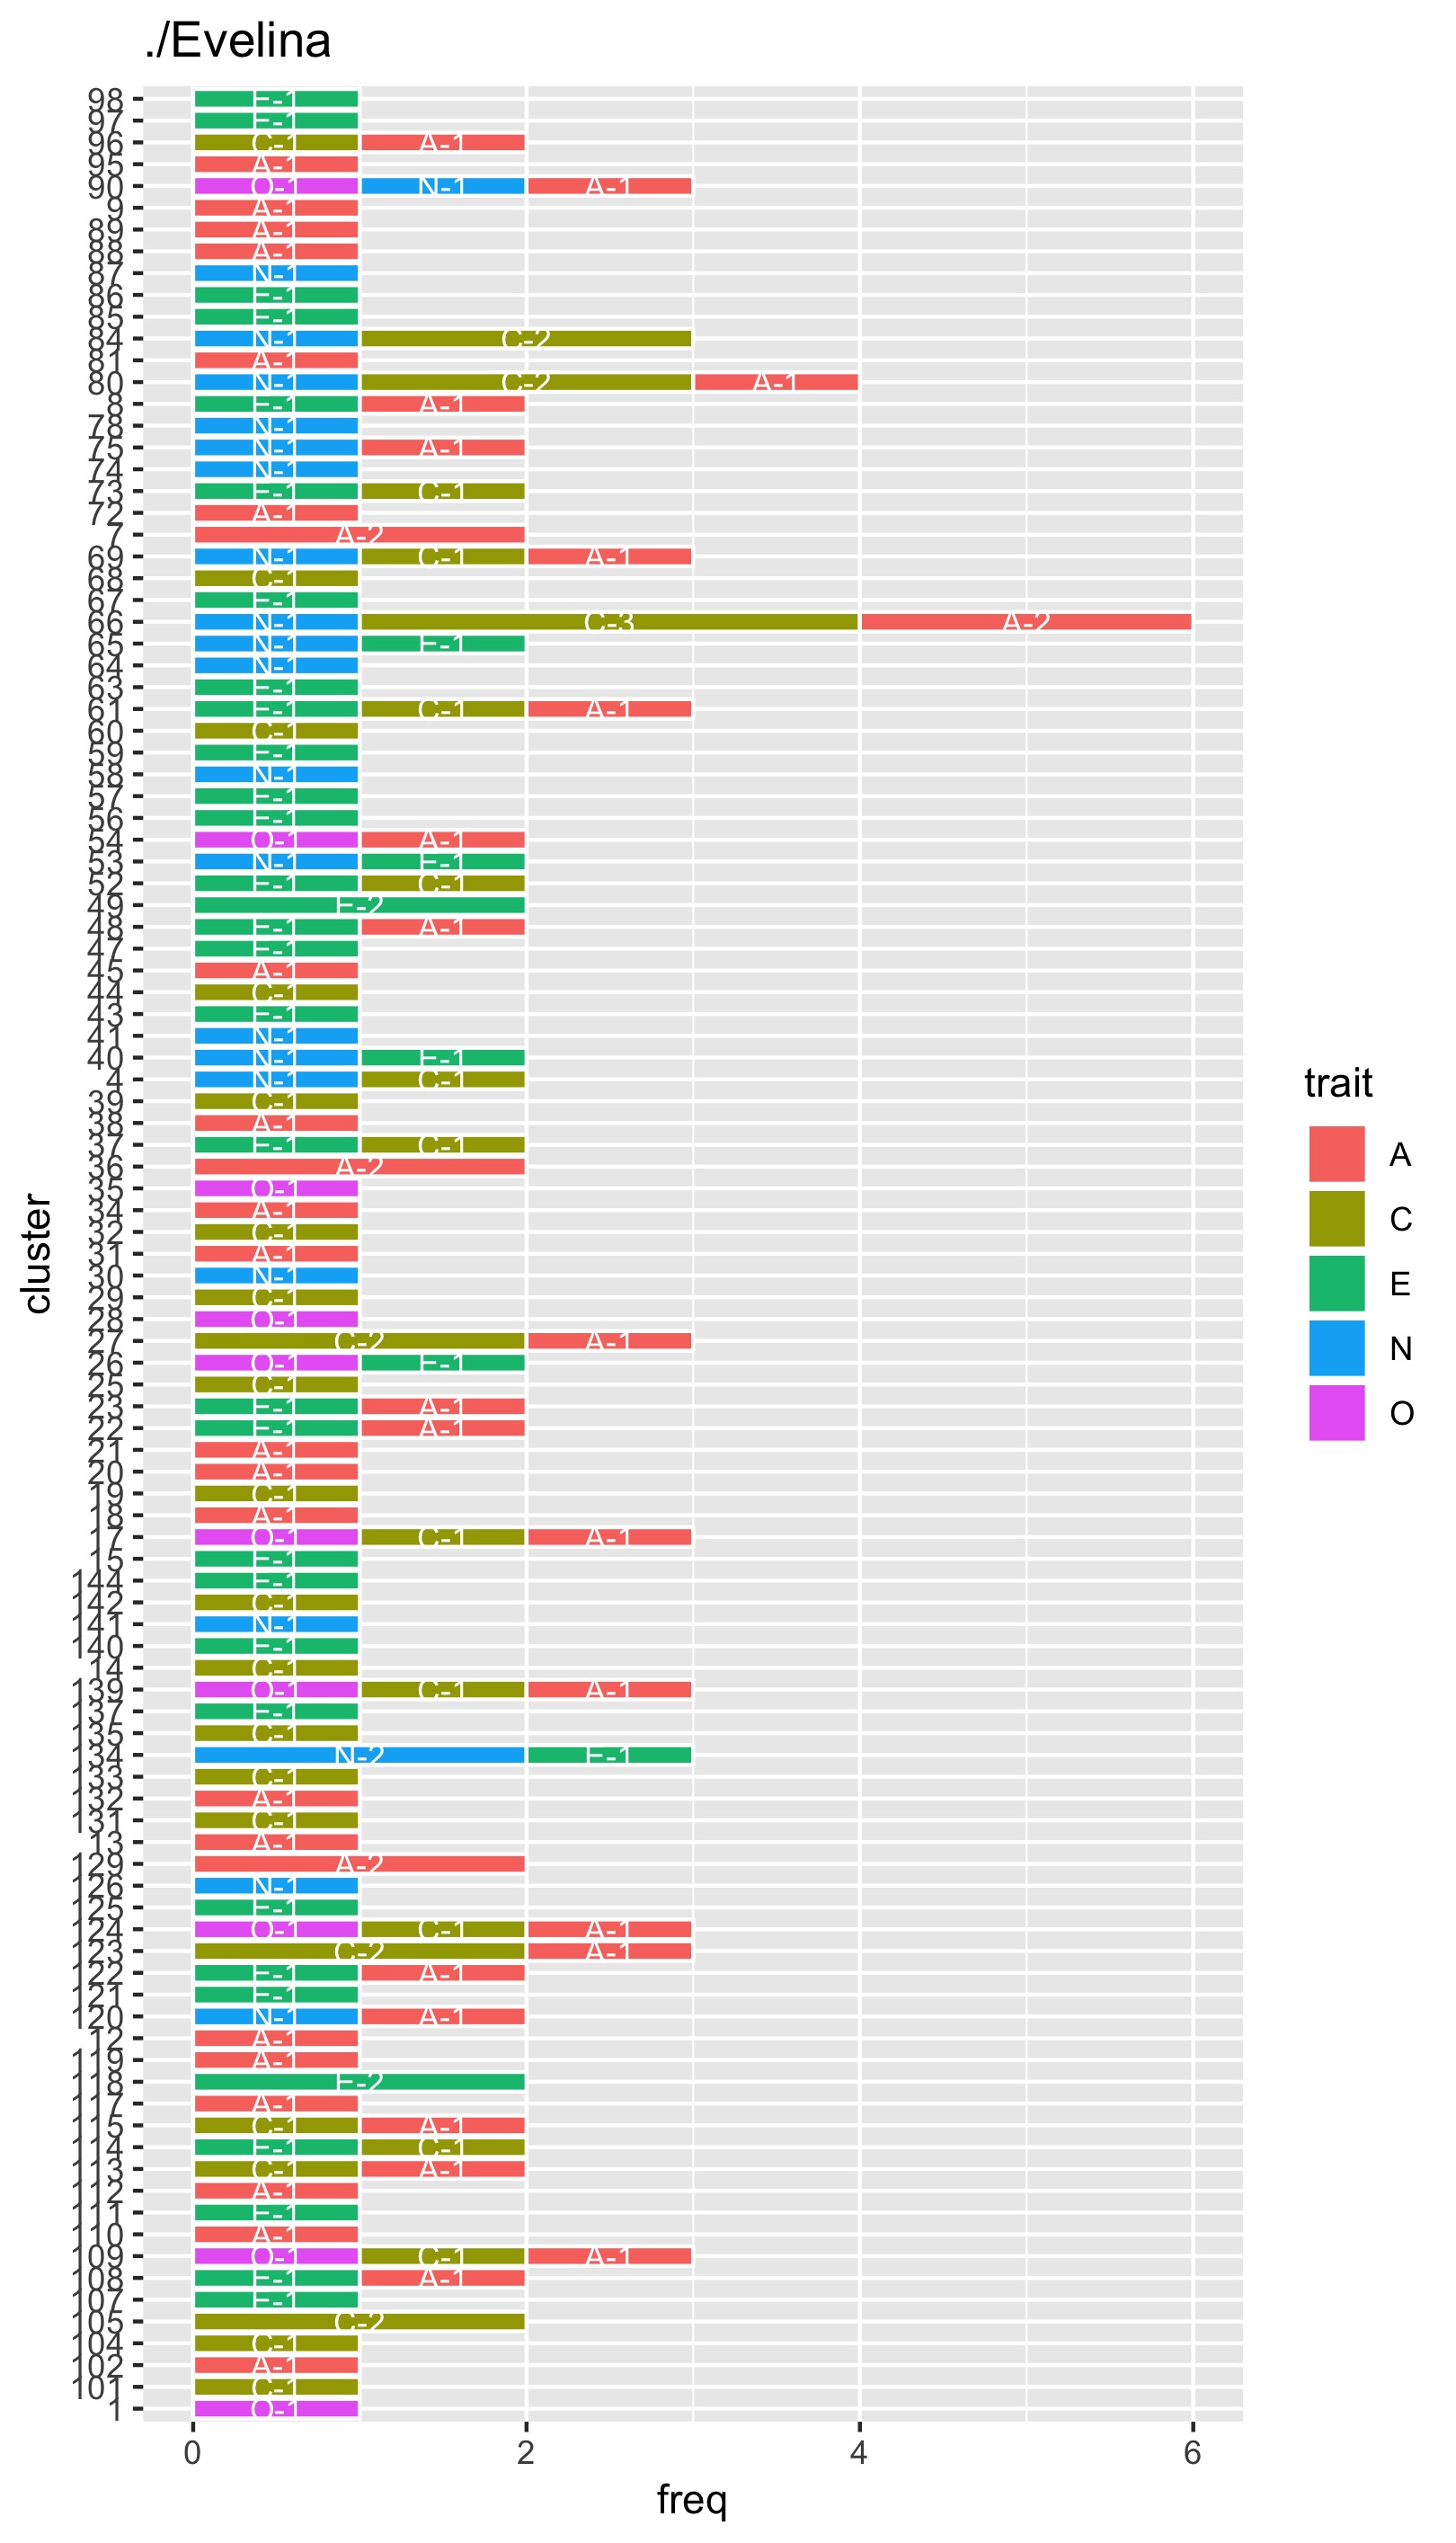 ./Evelina
98 E-1
97 E-1
96 C-1 A-1
95 A-1
90 O-1 N-1 A-1
9 A-1
89 A-1
88 A-1
87 N-1
86 E-1
85 E-1
84 N-1 C-2
81 A-1
80 N-1 C-2 A-1
8 E-1 A-1
78 N-1
75 N-1 A-1
74 N-1
73 E-1 C-1
72 A-1
7 A-2
69 N-1 C-1 A-1
68 C-1
67 E-1
66 N-1 C-3 A-2
65 N-1 E-1
64 N-1
63 E-1
61 E-1 C-1 A-1
60 C-1
59 E-1
58 N-1
57 E-1
56 E-1
54 O-1 A-1
53 N-1 E-1
52 E-1 C-1
49 E-2
48 E-1 A-1
47 E-1
45 A-1
44 C-1
43 E-1
41 N-1
40 N-1 E-1
4 N-1 C-1
39 C-1
38 A-1
37 E-1 C-1
36 A-2
35 O-1
34 A-1
32 C-1
31 A-1
30 N-1
29 C-1
28 O-1
27 C-2 A-1
26 O-1 E-1
25 C-1
23 E-1 A-1
22 E-1 A-1
21 A-1
20 A-1
19 C-1
18 A-1
17 O-1 C-1 A-1
15 E-1
144 E-1
142 C-1
141 N-1
140 E-1
14 C-1
139 O-1 C-1 A-1
137 E-1
135 C-1
134 N-2 E-1
133 C-1
132 A-1
131 C-1
13 A-1
129 A-2
126 N-1
125 E-1
124 O-1 C-1 A-1
123 C-2 A-1
122 E-1 A-1
121 E-1
120 N-1 A-1
12 A-1
119 A-1
118 E-2
117 A-1
115 C-1 A-1
114 E-1 C-1
113 C-1 A-1
112 A-1
111 E-1
110 A-1
109 O-1 C-1 A-1
108 E-1 A-1
107 E-1
105 C-2
104 C-1
102 A-1
101 C-1
1 O-1
0 2 4 6
freq
cluster
trait
A
C
E
N
O